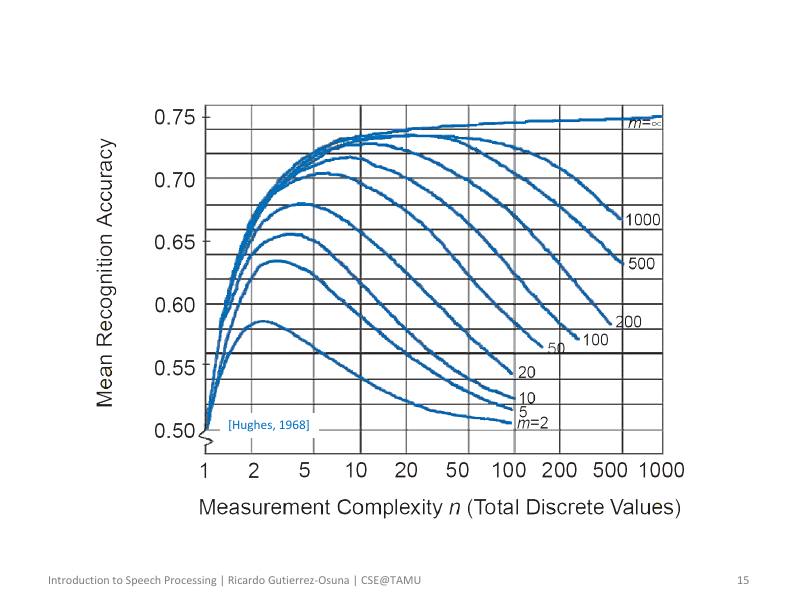 Mean Recognition Accuracy
0.75
0.70
0.65
0.60
0.55
0.50
m=∞
1000
500
200
100
50
20
10
5
m=2
[Hughes, 1968]
1 2 5 10 20 50 100 200 500 1000
Measurement Complexity n (Total Discrete Values)
Introduction to Speech Processing | Ricardo Gutierrez-Osuna | CSE@TAMU
15